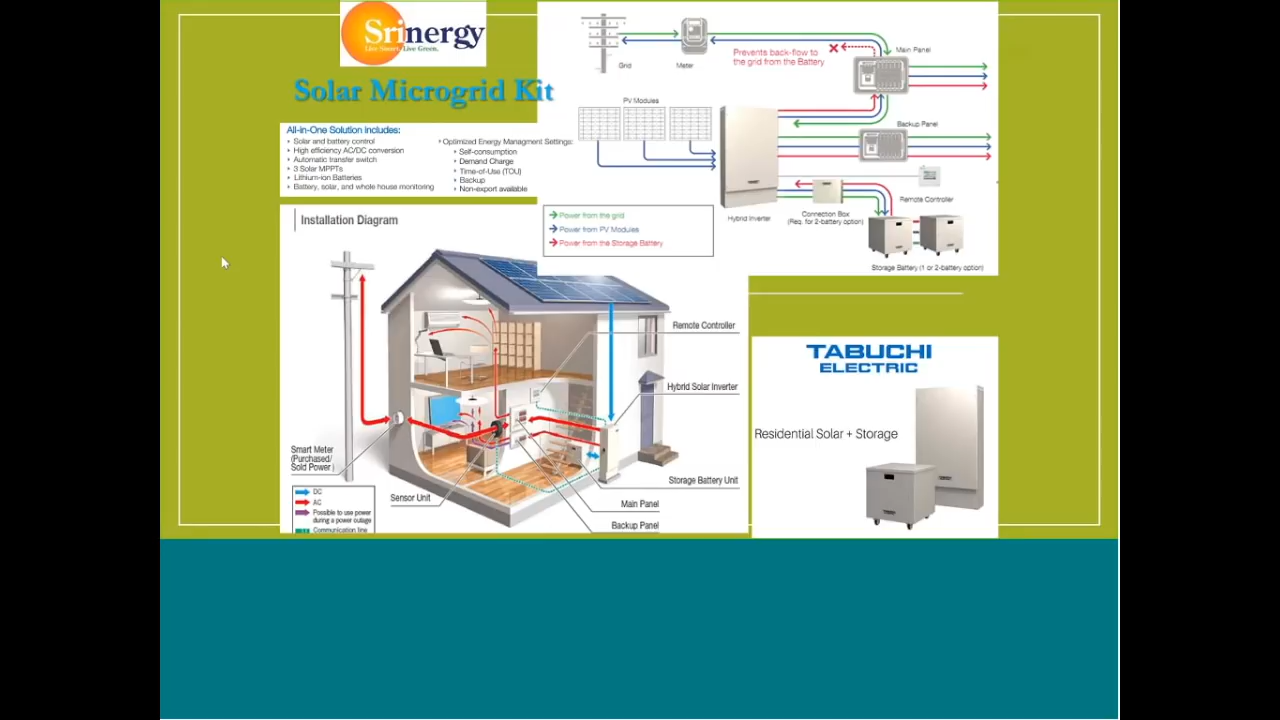 Srinergy
Live Smart. Live Green.
Solar Microgrid Kit
All-in-One Solution includes:
Solar and battery control
High efficiency AC/DC conversion
Automatic transfer switch
3 Solar MPPTs
Lithium-ion Batteries
Battery, solar, and whole house monitoring
Optimized Energy Managment Settings:
Self-consumption
Demand Charge
Time-of-Use (TOU)
Backup
Non-export available
Grid
Meter
Prevents back-flow to
the grid from the Battery
Main Panel
PV Modules
Backup Panel
Hybrid Inverter
Connection Box
(Req. for 2-battery option)
Remote Controller
Storage Battery (1 or 2-battery option)
Power from the grid
Power from PV Modules
Power from the Storage Battery
Installation Diagram
Remote Controller
Hybrid Solar Inverter
Smart Meter
(Purchased/
Sold Power)
Sensor Unit
Storage Battery Unit
Main Panel
Backup Panel
DC
AC
Possible to use power
during a power outage
Communication line
TABUCHI
ELECTRIC
Residential Solar + Storage